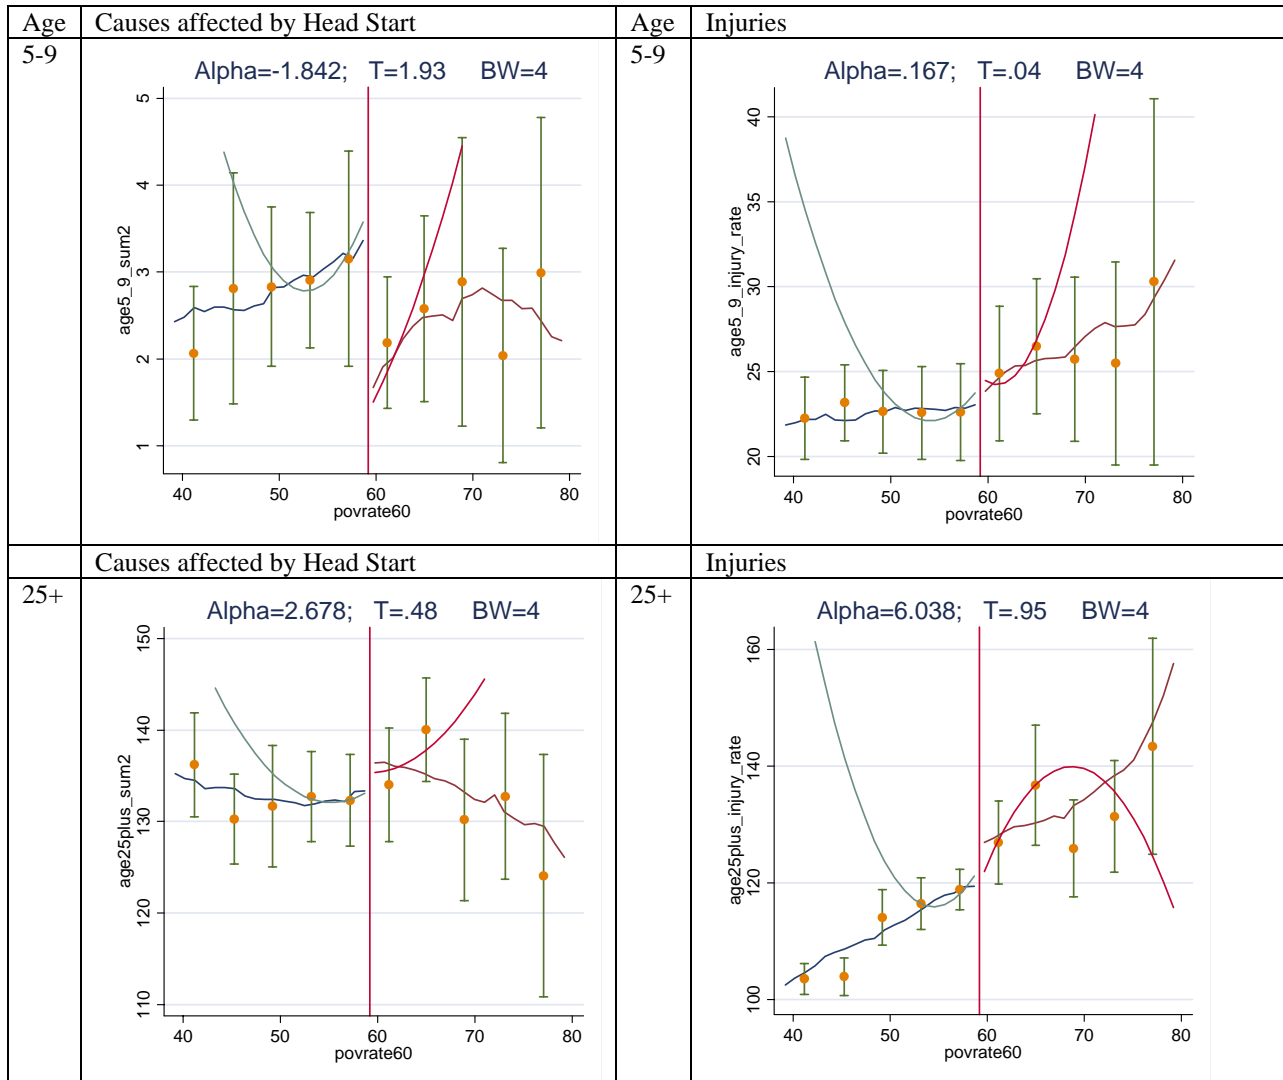 Age Causes affected by Head Start Age Injuries
5-9
Alpha=-1.842; T=1.93 BW=4
age5_9_sum2
5
4
3
2
1
40 50 60 70 80
povrate60
5-9
Alpha=.167; T=.04 BW=4
age5_9_injury_rate
40
35
30
25
20
40 50 60 70 80
povrate60
Causes affected by Head Start Injuries
25+
Alpha=2.678; T=.48 BW=4
age25plus_sum2
150
140
130
120
110
40 50 60 70 80
povrate60
25+
Alpha=6.038; T=.95 BW=4
age25plus_injury_rate
160
140
120
100
40 50 60 70 80
povrate60